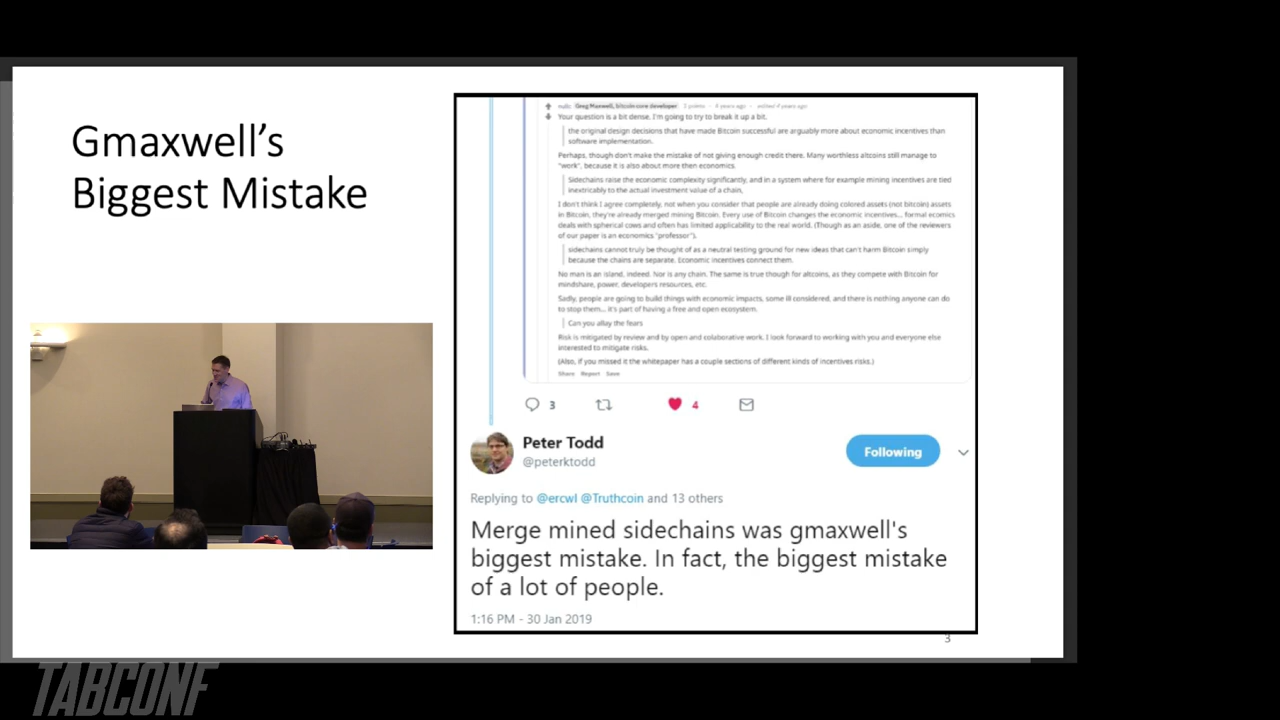 Gmaxwell's
Biggest Mistake
nullc Greg Maxwell, bitcoin core developer 3 points · 4 years ago · edited 4 years ago
Your question is a bit dense. I'm going to try to break it up a bit.
the original design decisions that have made Bitcoin successful are arguably more about economic incentives than
software implementation.
Perhaps, though don't make the mistake of not giving enough credit there. Many worthless altcoins still manage to
"work", because it is also about more then economics.
Sidechains raise the economic complexity significantly, and in a system where for example mining incentives are tied
inextricably to the actual investment value of a chain,
I don't think I agree completely, not when you consider that people are already doing colored assets (not bitcoin) assets
in Bitcoin, they're already merged mining Bitcoin. Every use of Bitcoin changes the economic incentives... formal ecomics
deals with spherical cows and often has limited applicability to the real world. (Though as an aside, one of the reviewers
of our paper is an economics "professor").
sidechains cannot truly be thought of as a neutral testing ground for new ideas that can't harm Bitcoin simply
because the chains are separate. Economic incentives connect them.
No man is an island, indeed. Nor is any chain. The same is true though for altcoins, as they compete with Bitcoin for
mindshare, power, developers resources, etc.
Sadly, people are going to build things with economic impacts, some ill considered, and there is nothing anyone can do
to stop them... it's part of having a free and open ecosystem.
Can you allay the fears
Risk is mitigated by review and by open and collaborative work. I look forward to working with you and everyone else
interested to mitigate risks.
(Also, if you missed it the whitepaper has a couple sections of different kinds of incentives risks.)
Share Report Save
3 4
Peter Todd
@peterktodd
Following
Replying to @ercwl @Truthcoin and 13 others
Merge mined sidechains was gmaxwell's
biggest mistake. In fact, the biggest mistake
of a lot of people.
1:16 PM - 30 Jan 2019
3
TABCONF